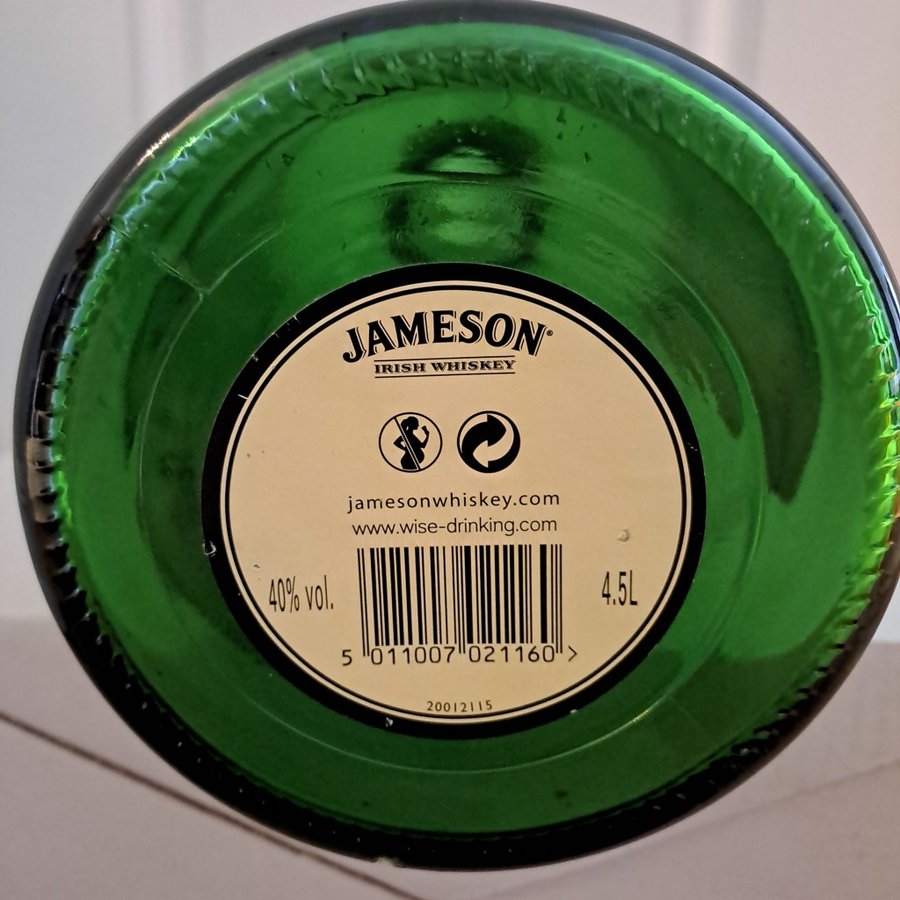 JAMESON®
IRISH WHISKEY
jamesonwhiskey.com
www.wise-drinking.com
40% vol.
4.5L
5 011007 021160 >
20012115